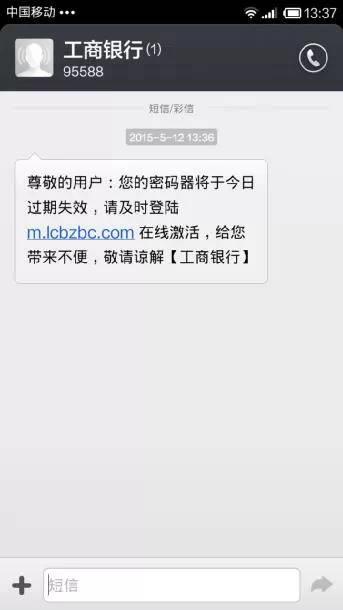 中国移动 ••• 13:37
工商银行(1)
95588
短信/彩信
2015-5-12 13:36
尊敬的用户：您的密码器将于今日
过期失效，请及时登陆
m.lcbzbc.com 在线激活，给您
带来不便，敬请谅解【工商银行】
短信